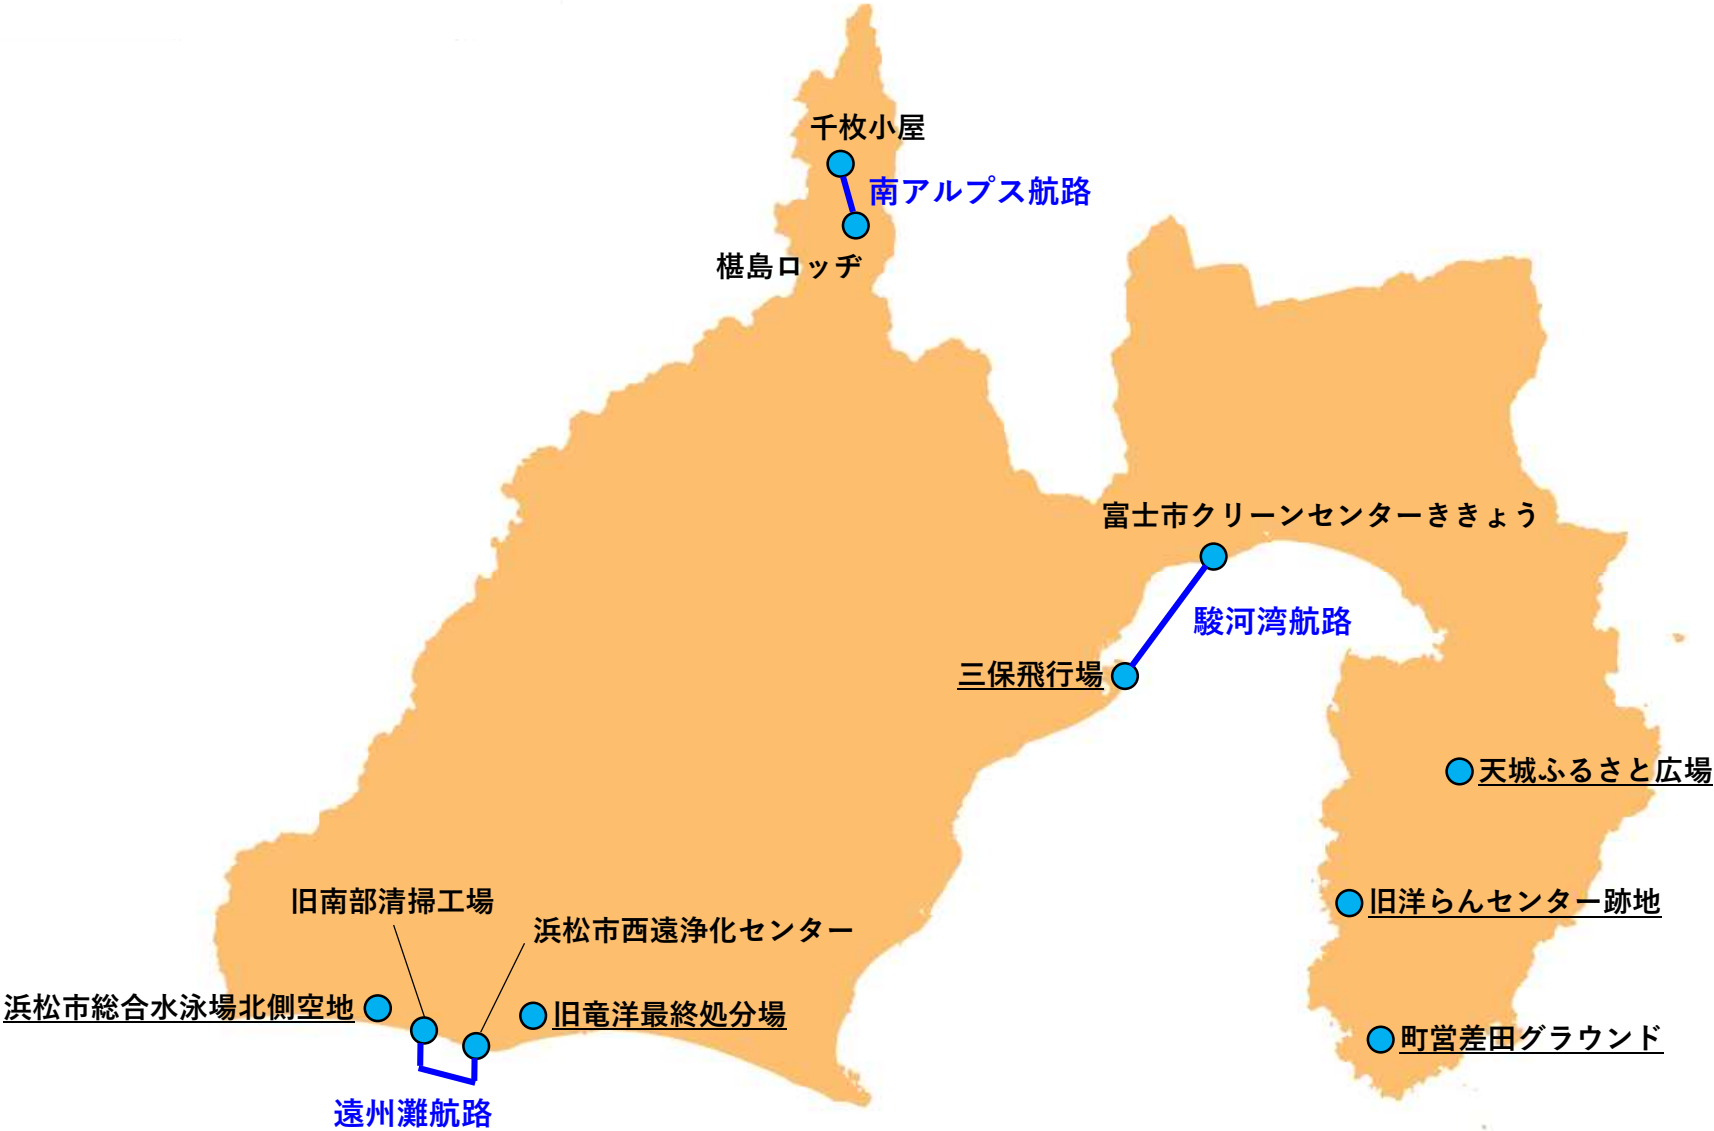 千枚小屋
南アルプス航路
椹島ロッヂ
富士市クリーンセンターききょう
駿河湾航路
三保飛行場
天城ふるさと広場
旧南部清掃工場
旧洋らんセンター跡地
浜松市西遠浄化センター
浜松市総合水泳場北側空地
旧竜洋最終処分場
町営差田グラウンド
遠州灘航路